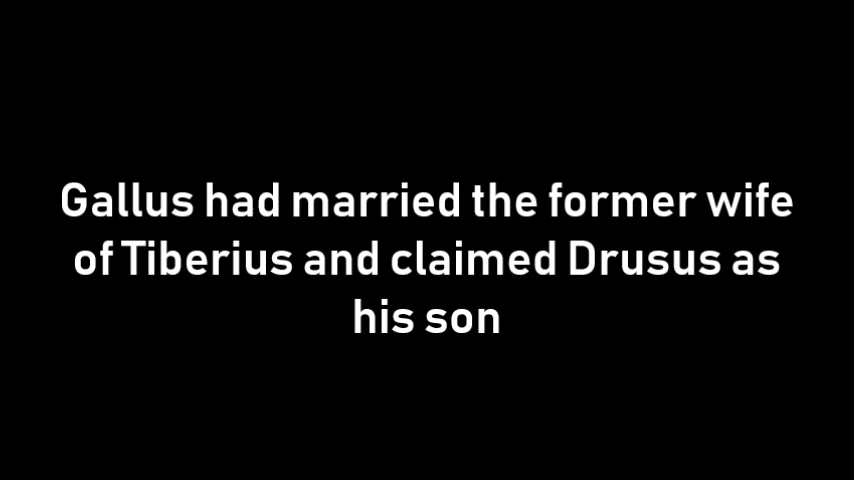 Gallus had married the former wife
of Tiberius and claimed Drusus as
his son